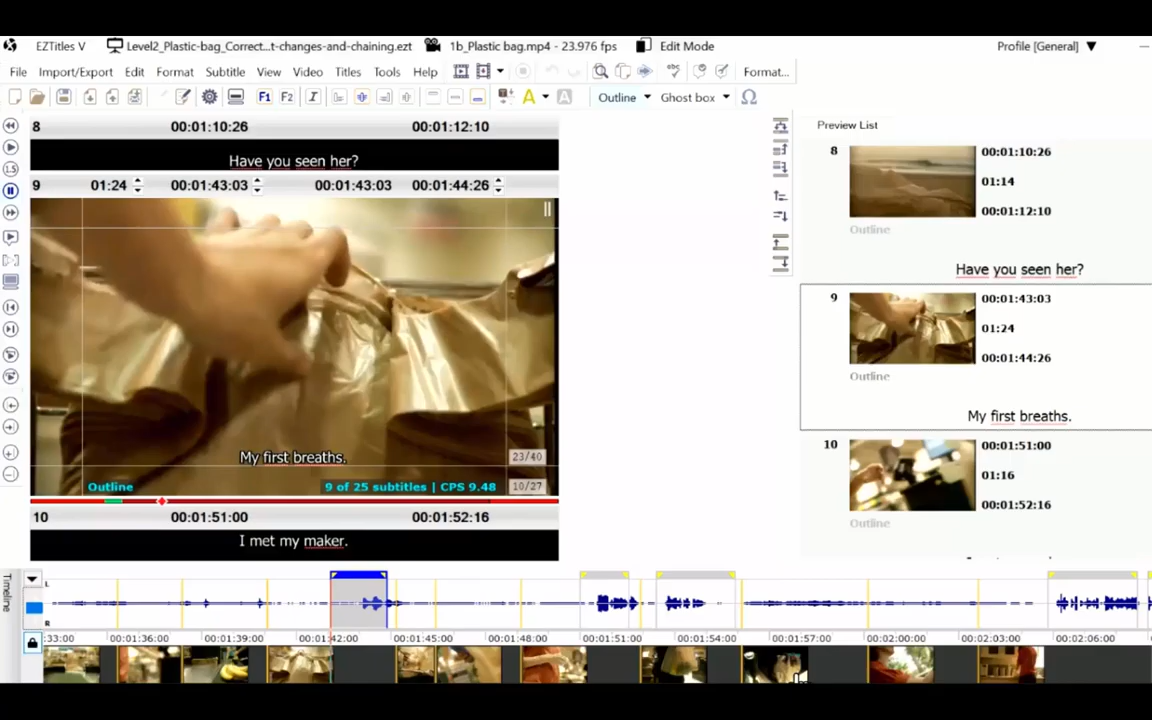 EZTitles V
Level2_Plastic-bag_Correct...t-changes-and-chaining.ezt
1b_Plastic bag.mp4 - 23.976 fps
Edit Mode
Profile [General] ▼
File
Import/Export
Edit
Format
Subtitle
View
Video
Titles
Tools
Help
Format...
F1
F2
I
A
A
Outline
Ghost box
Ω
8
00:01:10:26
00:01:12:10
Have you seen her?
9
01:24
00:01:43:03
00:01:43:03
00:01:44:26
1.5
My first breaths.
23/40
Outline
9 of 25 subtitles | CPS 9.48
10/27
10
00:01:51:00
00:01:52:16
I met my maker.
Preview List
8
00:01:10:26
01:14
00:01:12:10
Outline
Have you seen her?
9
00:01:43:03
01:24
00:01:44:26
Outline
My first breaths.
10
00:01:51:00
01:16
00:01:52:16
Outline
Timeline
L
R
:33:00
00:01:36:00
00:01:39:00
00:01:42:00
00:01:45:00
00:01:48:00
00:01:51:00
00:01:54:00
00:01:57:00
00:02:00:00
00:02:03:00
00:02:06:00